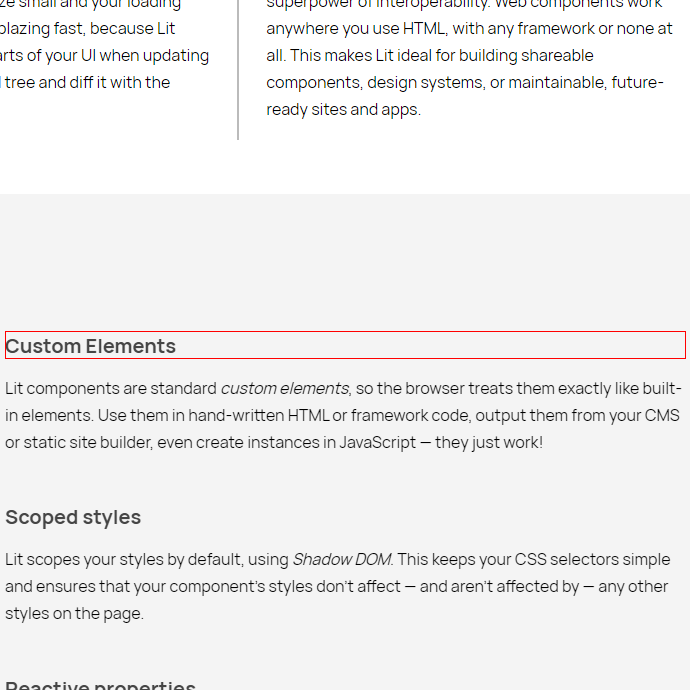 ze small and your loading
blazing fast, because Lit
arts of your UI when updating
tree and diff it with the
superpower of interoperability. Web components work
anywhere you use HTML, with any framework or none at
all. This makes Lit ideal for building shareable
components, design systems, or maintainable, future-
ready sites and apps.
Custom Elements
Lit components are standard custom elements, so the browser treats them exactly like built-
in elements. Use them in hand-written HTML or framework code, output them from your CMS
or static site builder, even create instances in JavaScript — they just work!
Scoped styles
Lit scopes your styles by default, using Shadow DOM. This keeps your CSS selectors simple
and ensures that your component's styles don't affect — and aren't affected by — any other
styles on the page.
Reactive properties